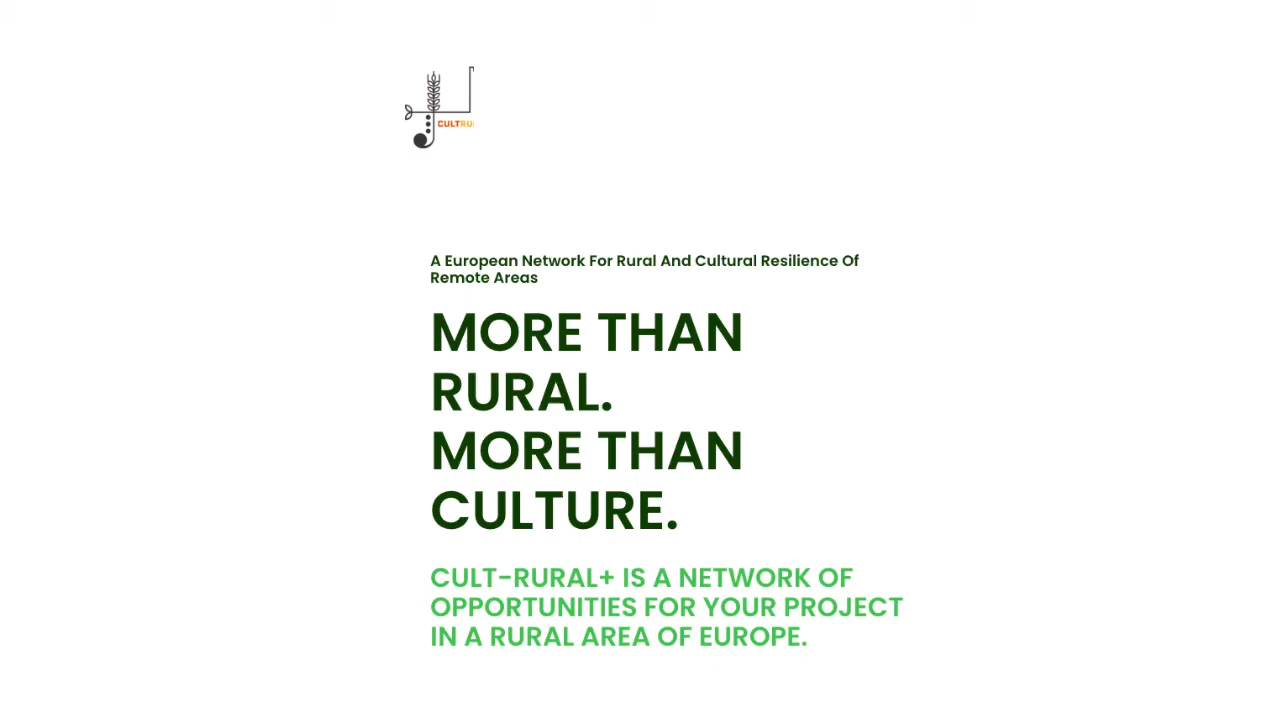 CULTRU
A European Network For Rural And Cultural Resilience Of
Remote Areas
MORE THAN
RURAL.
MORE THAN
CULTURE.
CULT-RURAL+ IS A NETWORK OF
OPPORTUNITIES FOR YOUR PROJECT
IN A RURAL AREA OF EUROPE.